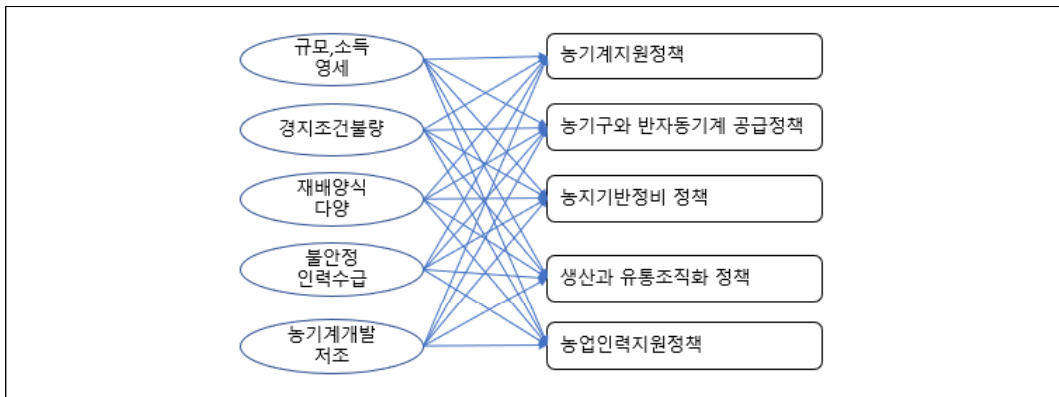 규모,소득
영세
농기계지원정책
경지조건불량
농기구와 반자동기계 공급정책
재배양식
다양
농지기반정비 정책
불안정
인력수급
생산과 유통조직화 정책
농기계개발
저조
농업인력지원정책